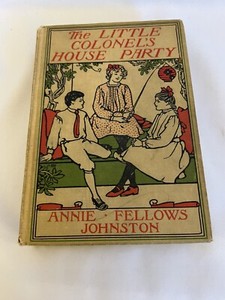 The LITTLE
COLONEL'S
HOUSE PARTY
ANNIE FELLOWS
JOHNSTON